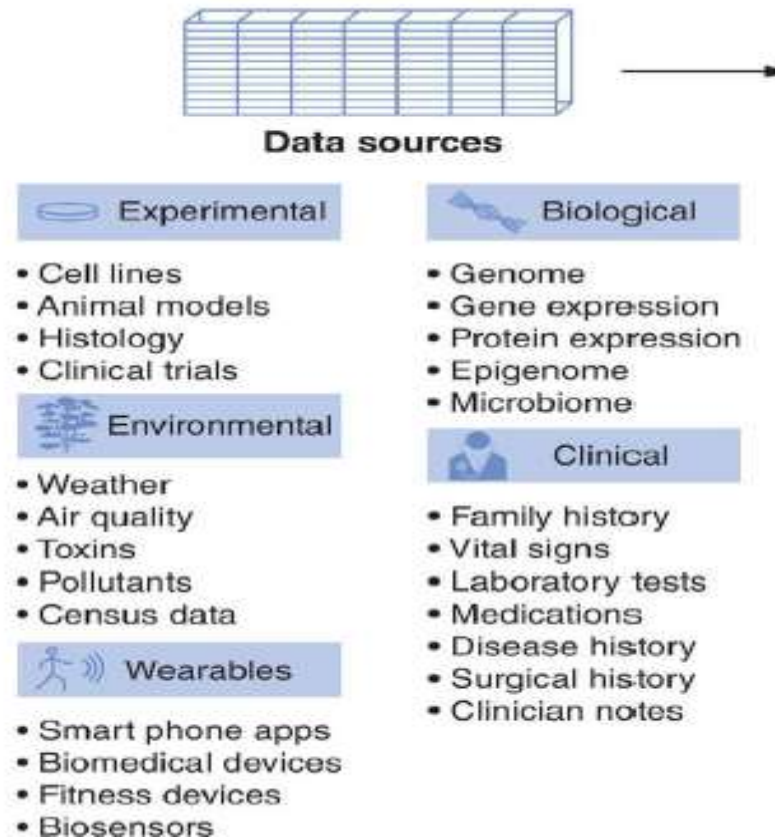 Data sources
Experimental
• Cell lines
• Animal models
• Histology
• Clinical trials
Environmental
• Weather
• Air quality
• Toxins
• Pollutants
• Census data
Wearables
• Smart phone apps
• Biomedical devices
• Fitness devices
• Biosensors
Biological
• Genome
• Gene expression
• Protein expression
• Epigenome
• Microbiome
Clinical
• Family history
• Vital signs
• Laboratory tests
• Medications
• Disease history
• Surgical history
• Clinician notes